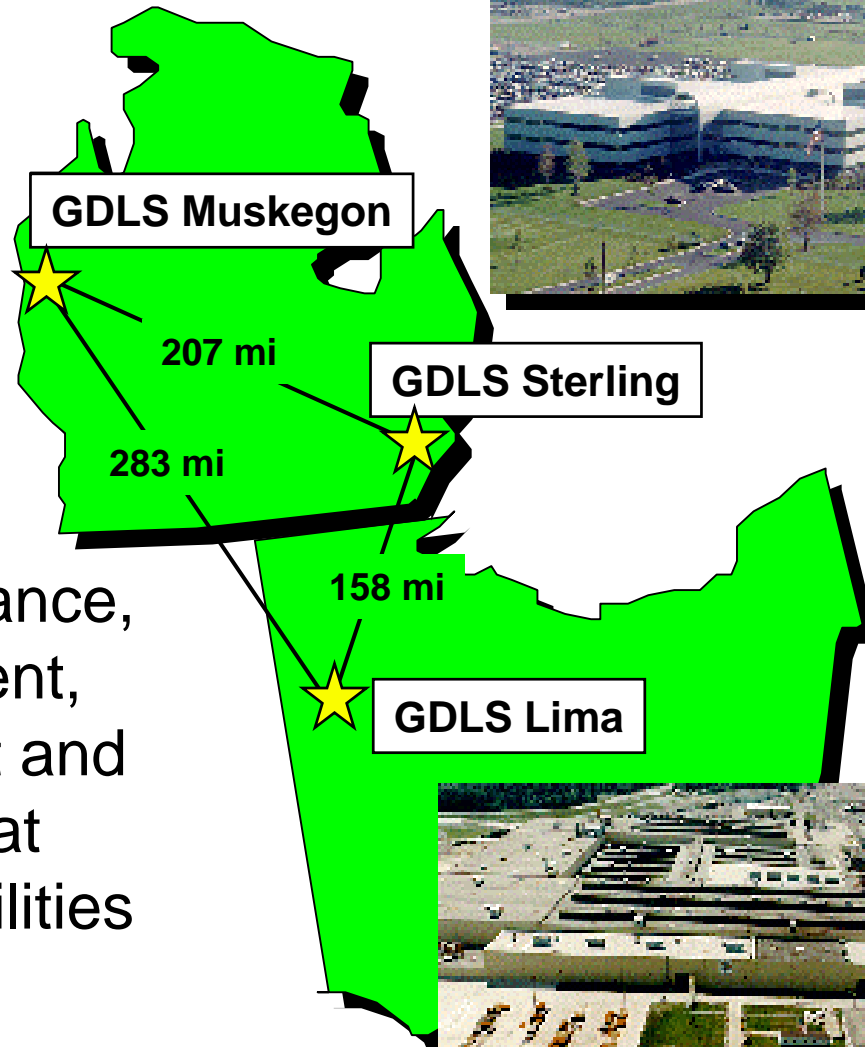 GDLS Muskegon
207 mi
GDLS Sterling
283 mi
158 mi
ance,
ent,
and
at
ilities
GDLS Lima